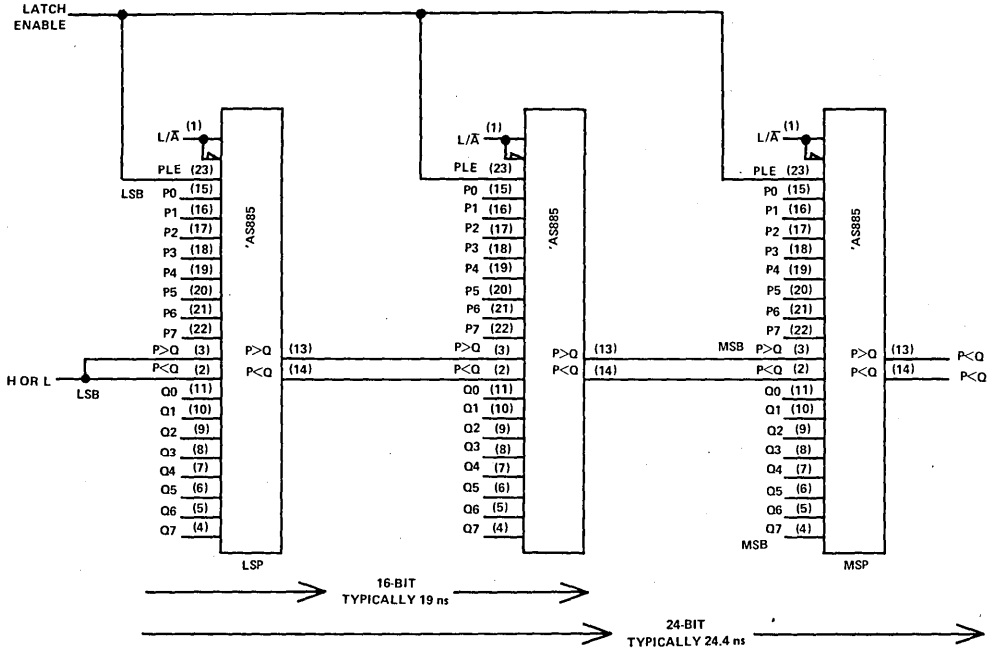 LATCH
ENABLE
L/A̅ (1)
PLE (23)
LSB
P0 (15)
P1 (16)
P2 (17)
P3 (18)
P4 (19)
P5 (20)
P6 (21)
P7 (22)
P>Q (3)
P<Q (2)
H OR L
LSB
Q0 (11)
Q1 (10)
Q2 (9)
Q3 (8)
Q4 (7)
Q5 (6)
Q6 (5)
Q7 (4)
'AS885
P>Q (13)
P<Q (14)
LSP
L/A̅ (1)
PLE (23)
P0 (15)
P1 (16)
P2 (17)
P3 (18)
P4 (19)
P5 (20)
P6 (21)
P7 (22)
P>Q (3)
P<Q (2)
Q0 (11)
Q1 (10)
Q2 (9)
Q3 (8)
Q4 (7)
Q5 (6)
Q6 (5)
Q7 (4)
'AS885
P>Q (13)
P<Q (14)
L/A̅ (1)
PLE (23)
P0 (15)
P1 (16)
P2 (17)
P3 (18)
P4 (19)
P5 (20)
P6 (21)
P7 (22)
MSB
P>Q (3)
P<Q (2)
Q0 (11)
Q1 (10)
Q2 (9)
Q3 (8)
Q4 (7)
Q5 (6)
Q6 (5)
Q7 (4)
MSB
'AS885
P>Q (13) P<Q
P<Q (14) P<Q
MSP
16-BIT
TYPICALLY 19 ns
24-BIT
TYPICALLY 24.4 ns